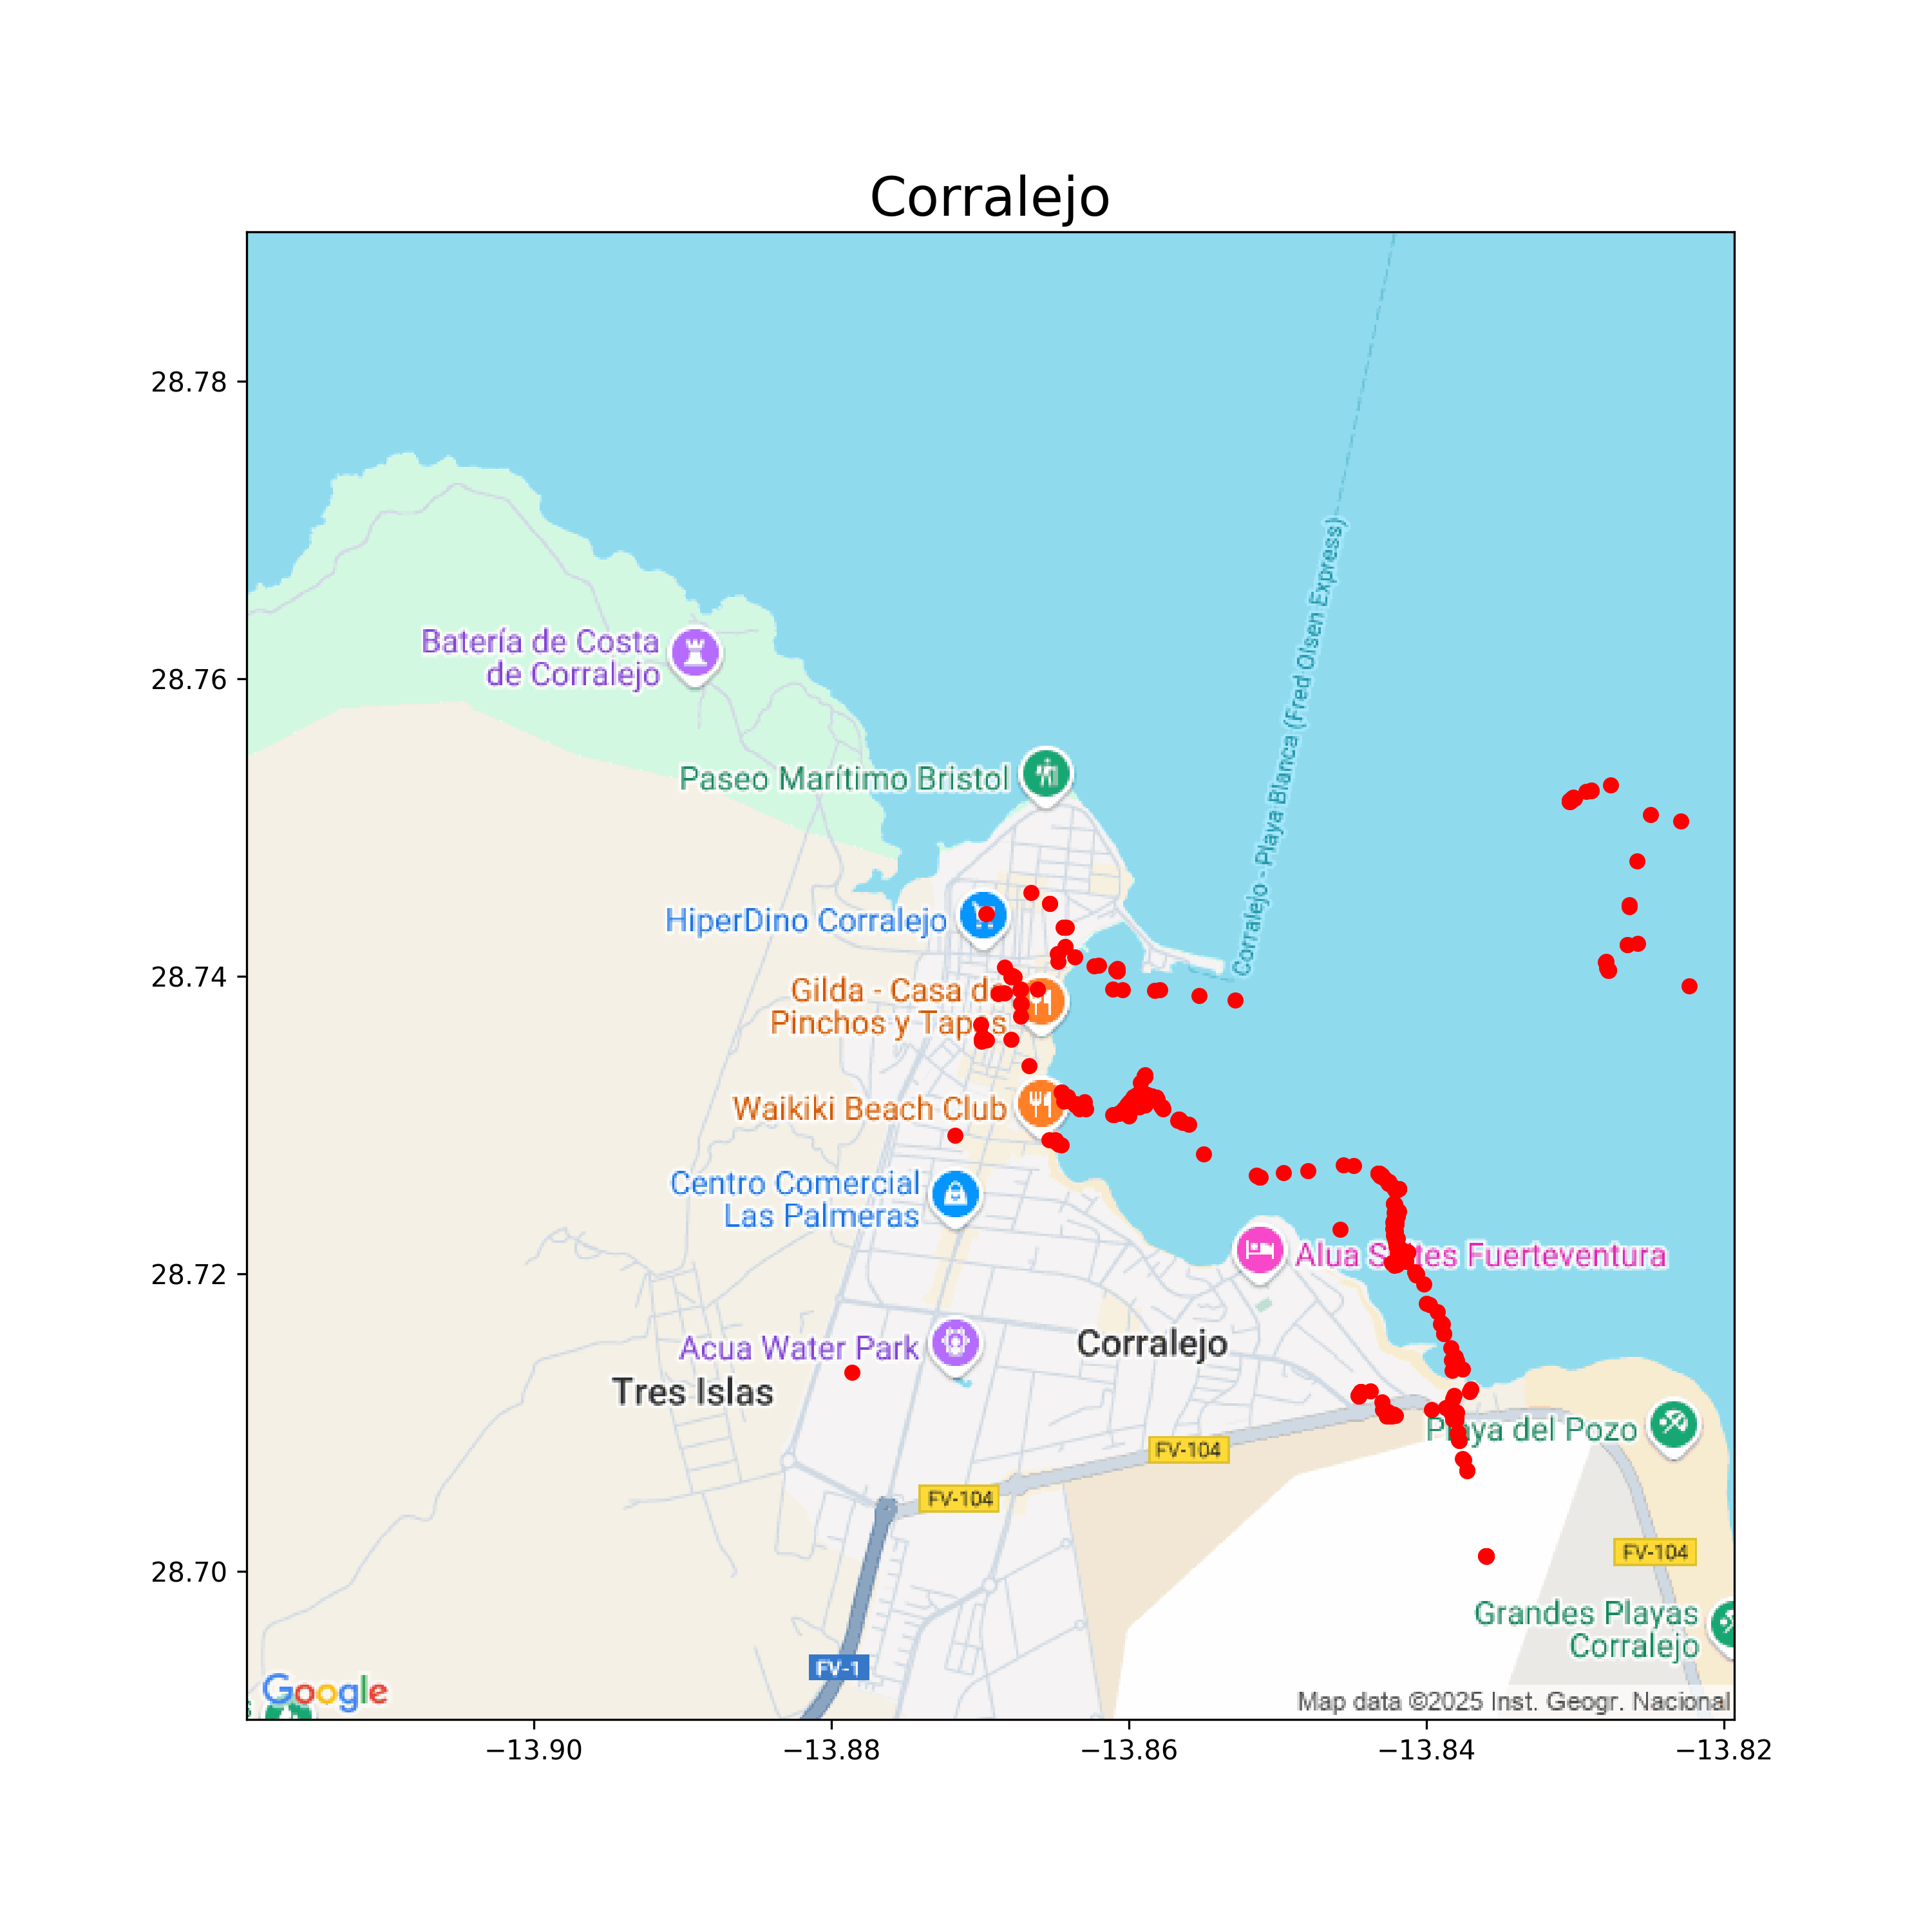 Corralejo
28.78
28.76
28.74
28.72
28.70
−13.90
−13.88
−13.86
−13.84
−13.82
Corralejo - Playa Blanca (Fred Olsen Express)
Batería de Costa
de Corralejo
Paseo Marítimo Bristol
HiperDino Corralejo
Gilda - Casa de
Pinchos y Tapas
Waikiki Beach Club
Centro Comercial
Las Palmeras
Alua Suites Fuerteventura
Acua Water Park
Corralejo
Tres Islas
Playa del Pozo
FV-104
FV-104
FV-104
Grandes Playas
Corralejo
FV-1
Google
Map data ©2025 Inst. Geogr. Nacional